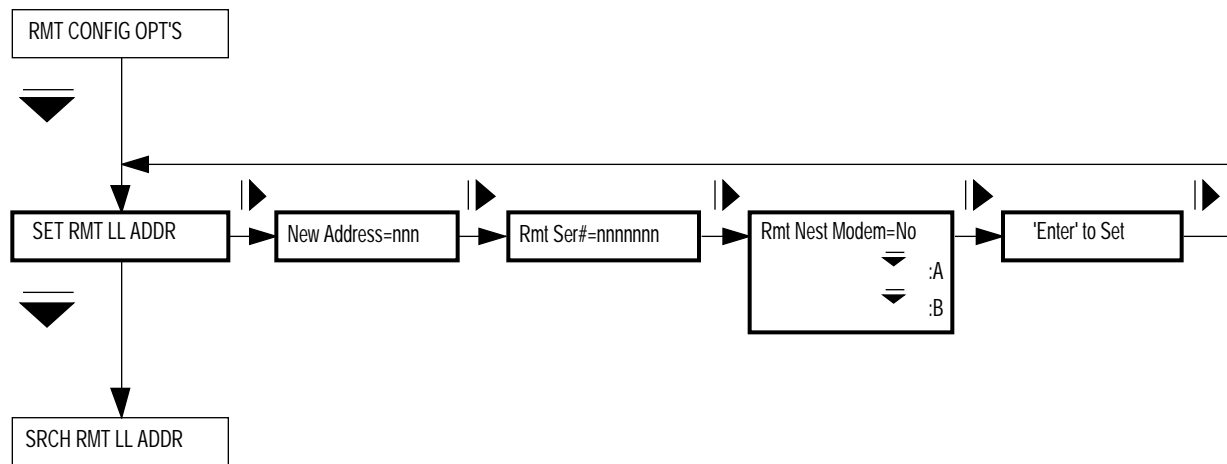 RMT CONFIG OPT'S
SET RMT LL ADDR
New Address=nnn
Rmt Ser#=nnnnnnn
Rmt Nest Modem=No
:A
:B
'Enter' to Set
SRCH RMT LL ADDR